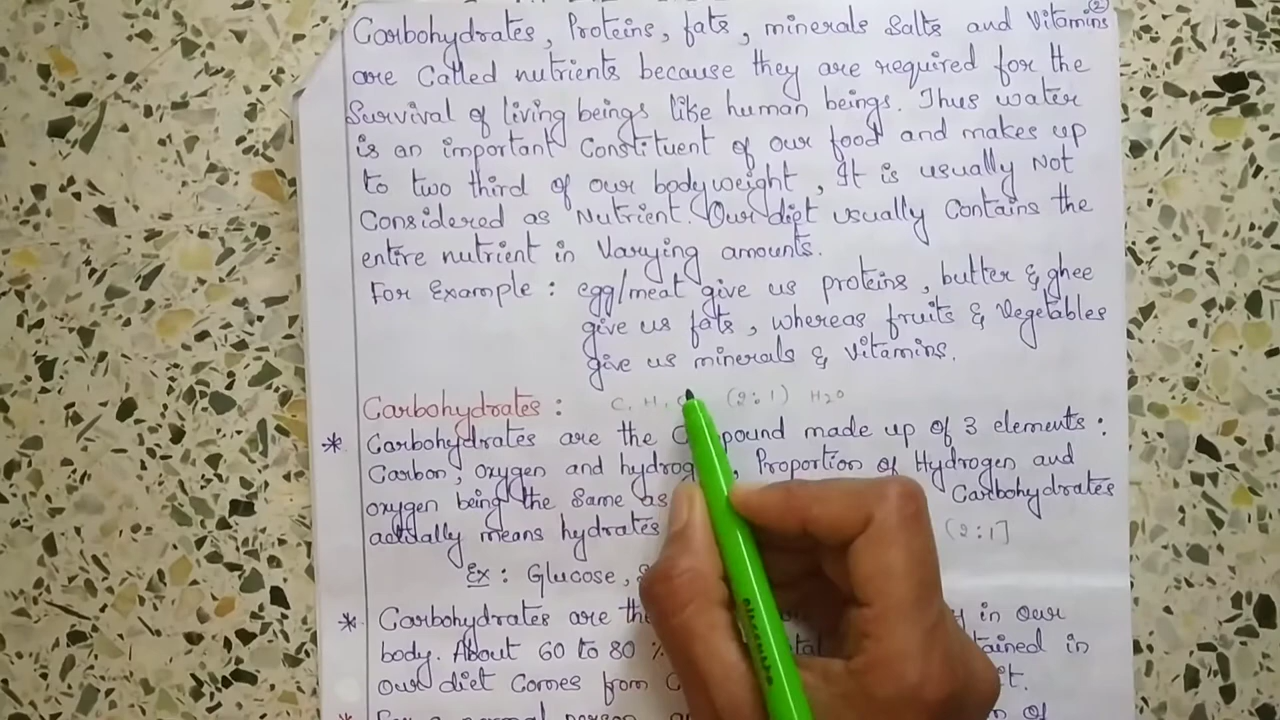 (2)
Carbohydrates, Proteins, fats, minerals Salts and Vitamins
are Called nutrients because they are required for the
Survival of living beings like human beings. Thus water
is an important Constituent of our food and makes up
to two third of our bodyweight, It is usually Not
Considered as Nutrient. Our diet usually Contains the
entire nutrient in Varying amounts.
For Example : egg/meat give us proteins, butter & ghee
give us fats, whereas fruits & Vegetables
give us minerals & Vitamins.
Carbohydrates : C, H, (2:1) H2O
* Carbohydrates are the made up of 3 elements :
Carbon, oxygen and Proportion of Hydrogen and
oxygen being the Same as Carbohydrates
actually means hydrates (2:1]
Ex : Glucose,
* Carbohydrates are the in our
body. About 60 to 80 % in
Our diet Comes from